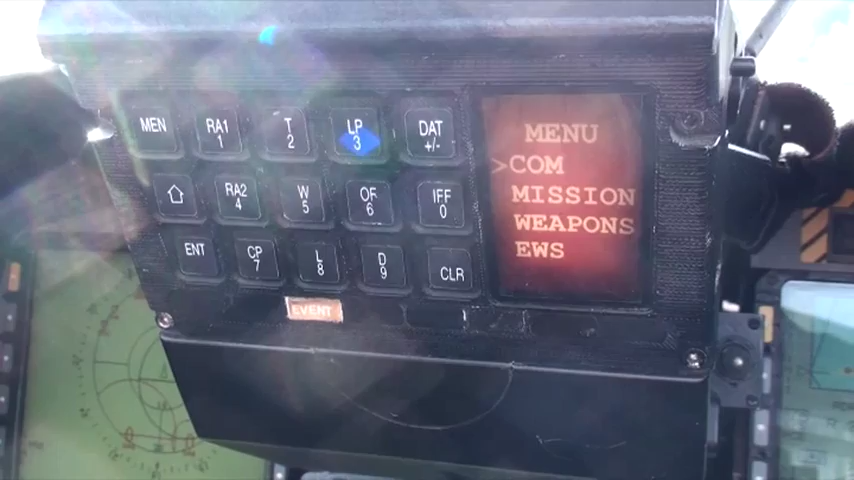 MEN
RA1
1
T
2
LP
3
DAT
+/-
RA2
4
W
5
OF
6
IFF
0
ENT
CP
7
L
8
D
9
CLR
EVENT
MENU
>COM
MISSION
WEAPONS
EWS